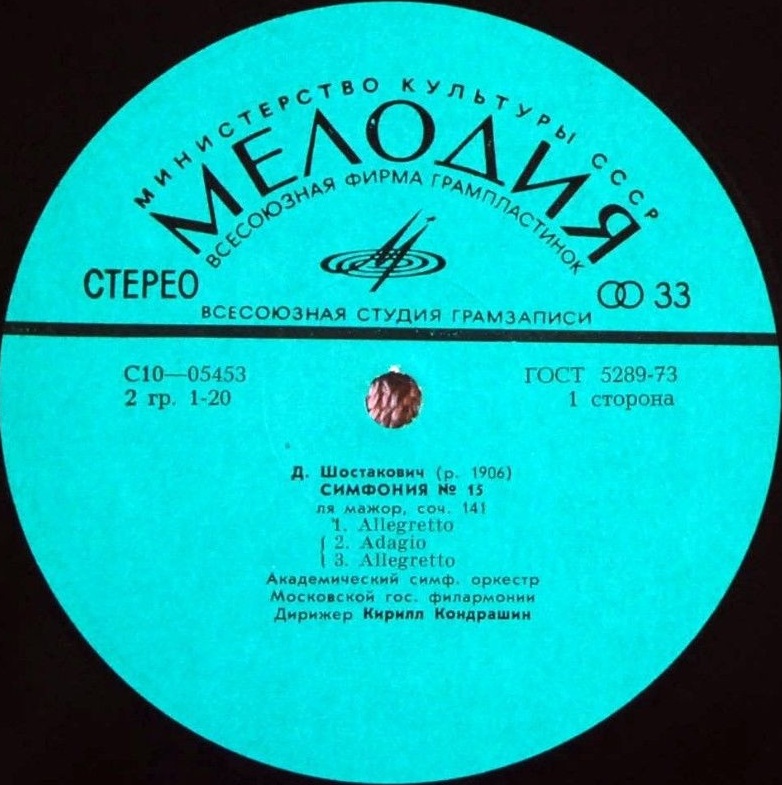 МИНИСТЕРСТВО КУЛЬТУРЫ СССР
МЕЛОДИЯ
ВСЕСОЮЗНАЯ ФИРМА ГРАМПЛАСТИНОК
СТЕРЕО
33
ВСЕСОЮЗНАЯ СТУДИЯ ГРАМЗАПИСИ
С10—05453
ГОСТ 5289-73
2 гр. 1-20
1 сторона
Д. Шостакович (р. 1906)
СИМФОНИЯ № 15
ля мажор, соч. 141
1. Allegretto
2. Adagio
3. Allegretto
Академический симф. оркестр
Московской гос. филармонии
Дирижер Кирилл Кондрашин